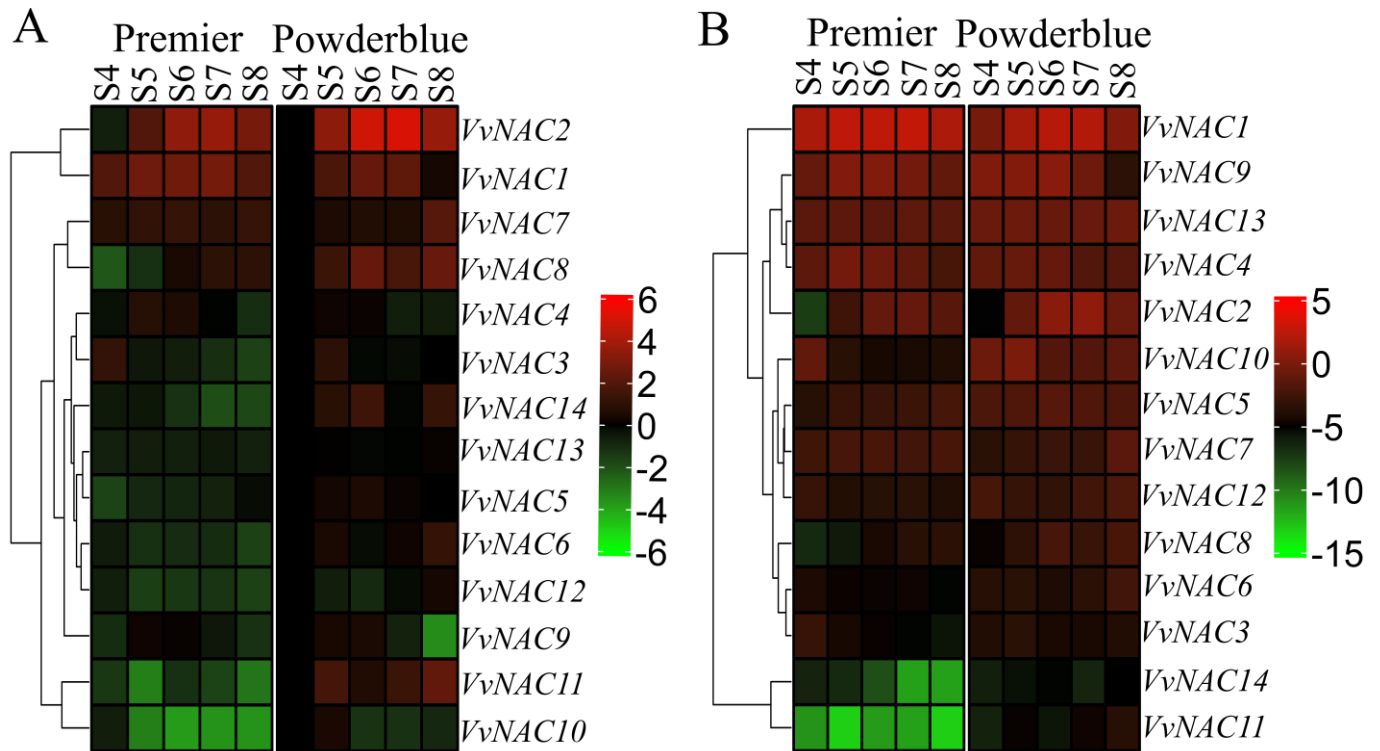 A
Premier Powderblue
S4 S5 S6 S7 S8 S4 S5 S6 S7 S8
VvNAC2
VvNAC1
VvNAC7
VvNAC8
VvNAC4
VvNAC3
VvNAC14
VvNAC13
VvNAC5
VvNAC6
VvNAC12
VvNAC9
VvNAC11
VvNAC10
6
4
2
0
-2
-4
-6
B
Premier Powderblue
S4 S5 S6 S7 S8 S4 S5 S6 S7 S8
VvNAC1
VvNAC9
VvNAC13
VvNAC4
VvNAC2
VvNAC10
VvNAC5
VvNAC7
VvNAC12
VvNAC8
VvNAC6
VvNAC3
VvNAC14
VvNAC11
5
0
-5
-10
-15